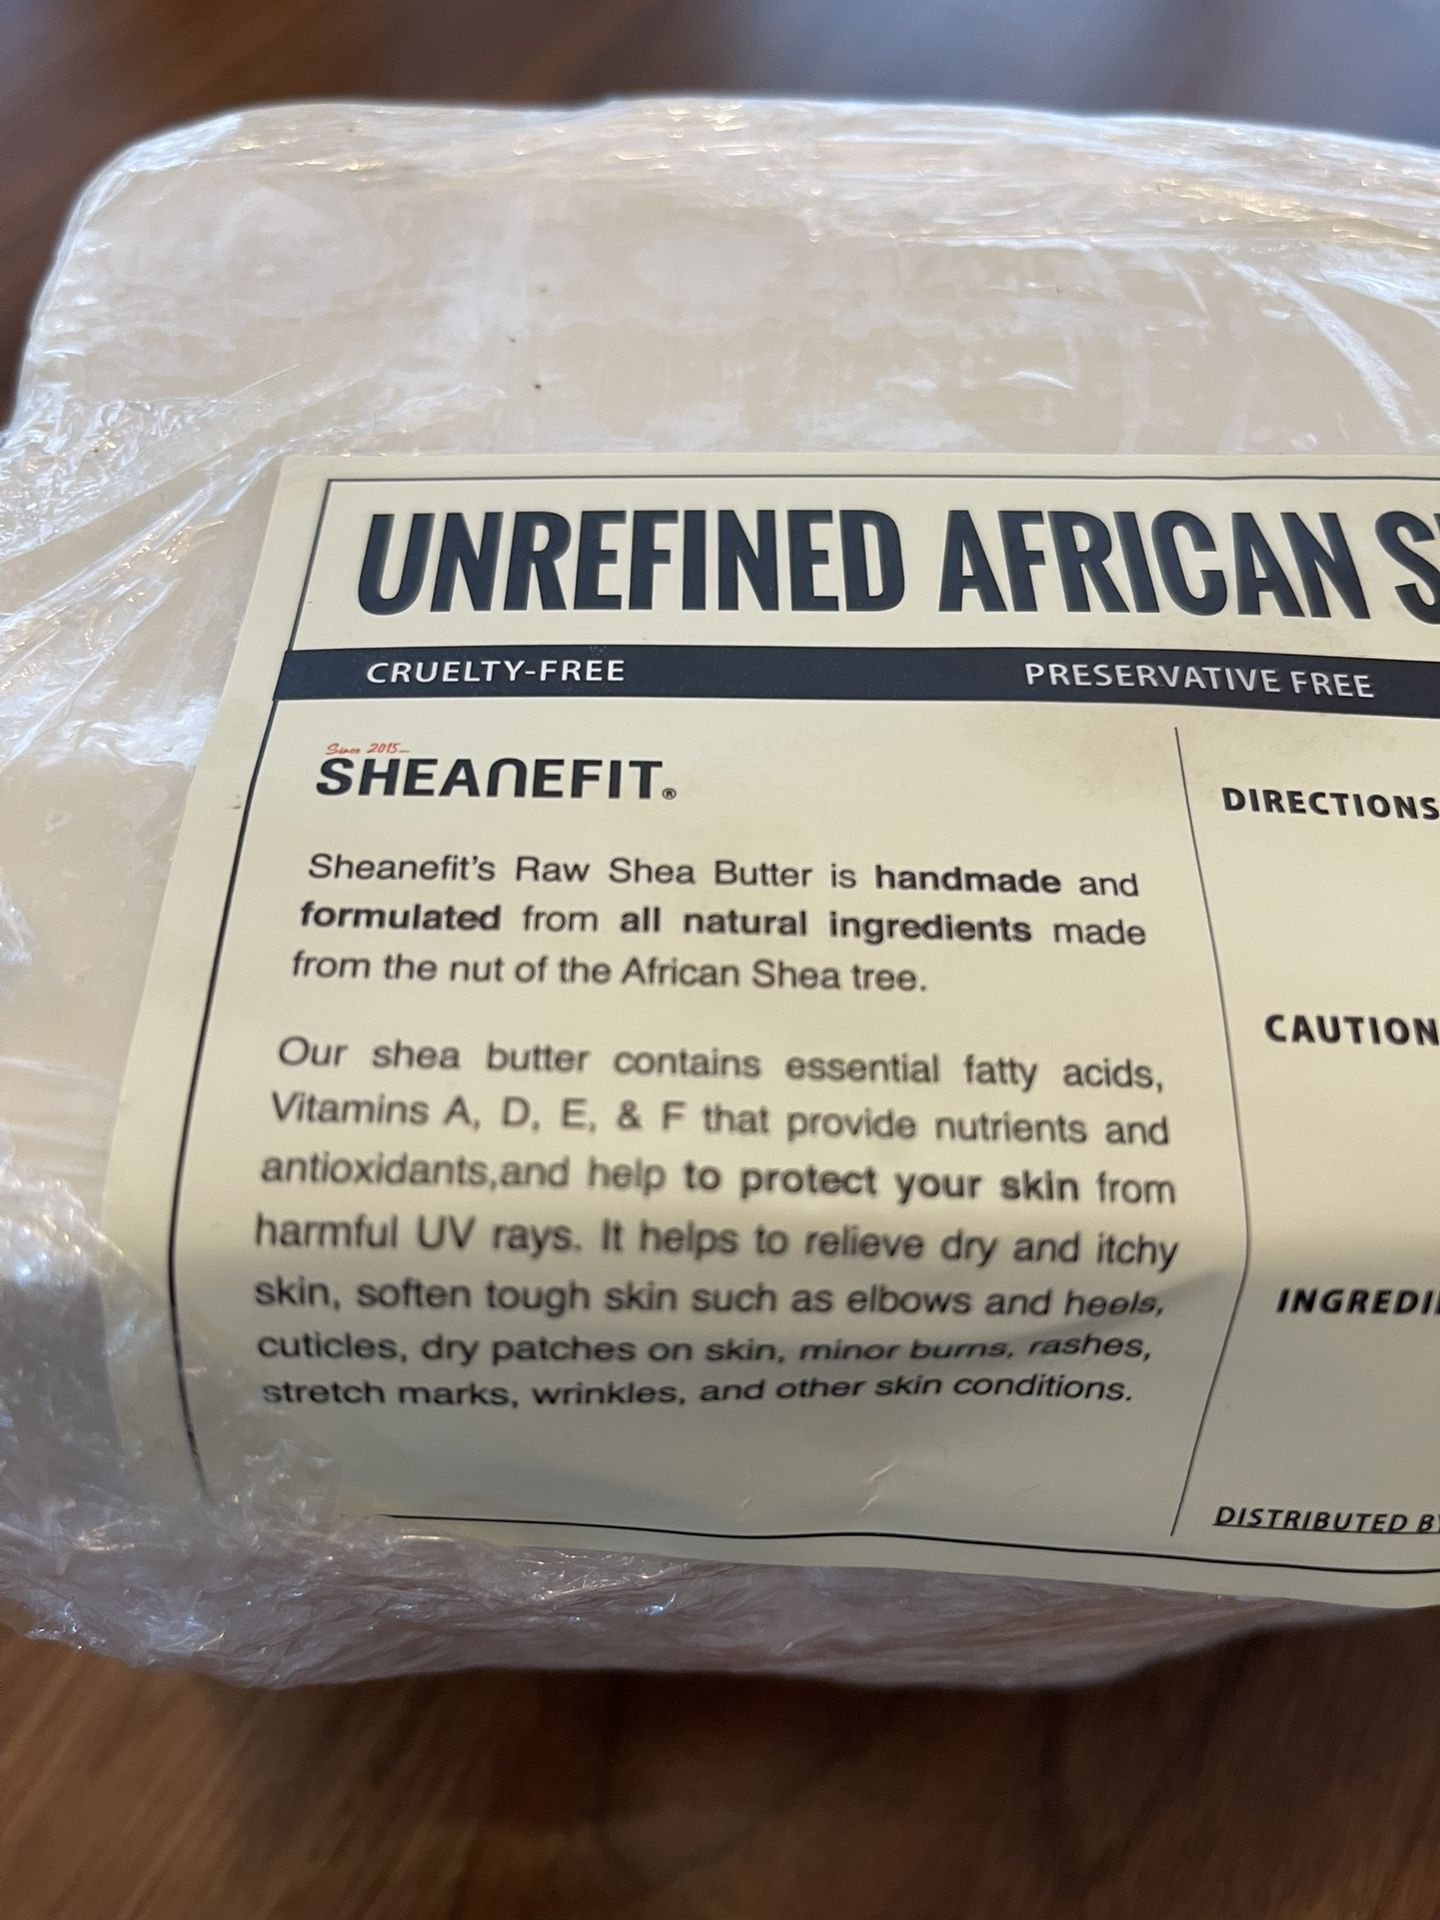 UNREFINED AFRICAN
CRUELTY-FREE
PRESERVATIVE FREE
Since 2015
SHEANEFIT®
Sheanefit's Raw Shea Butter is handmade and
formulated from all natural ingredients made
from the nut of the African Shea tree.
Our shea butter contains essential fatty acids,
Vitamins A, D, E, & F that provide nutrients and
antioxidants,and help to protect your skin from
harmful UV rays. It helps to relieve dry and itchy
skin, soften tough skin such as elbows and heels,
cuticles, dry patches on skin, minor burns, rashes,
stretch marks, wrinkles, and other skin conditions.
DIRECTIONS
CAUTION
DISTRIBUTED